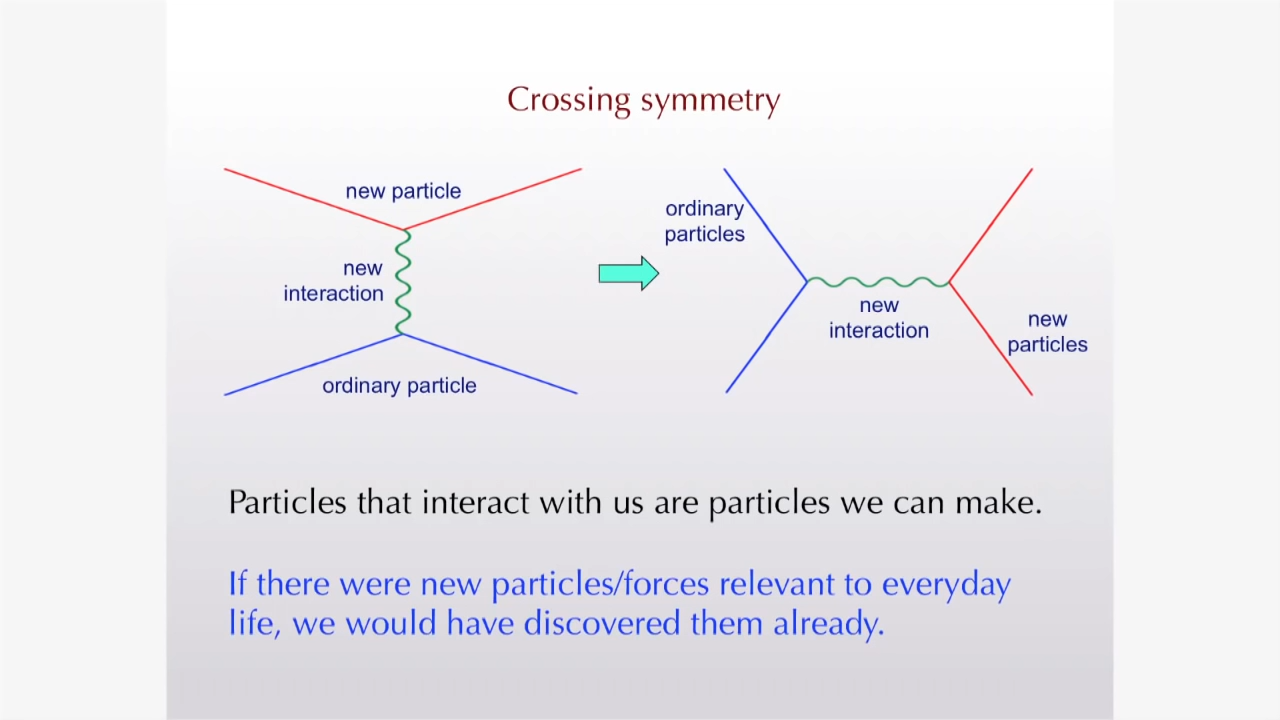 Crossing symmetry
new particle
new
interaction
ordinary particle
ordinary
particles
new
interaction
new
particles
Particles that interact with us are particles we can make.
If there were new particles/forces relevant to everyday
life, we would have discovered them already.